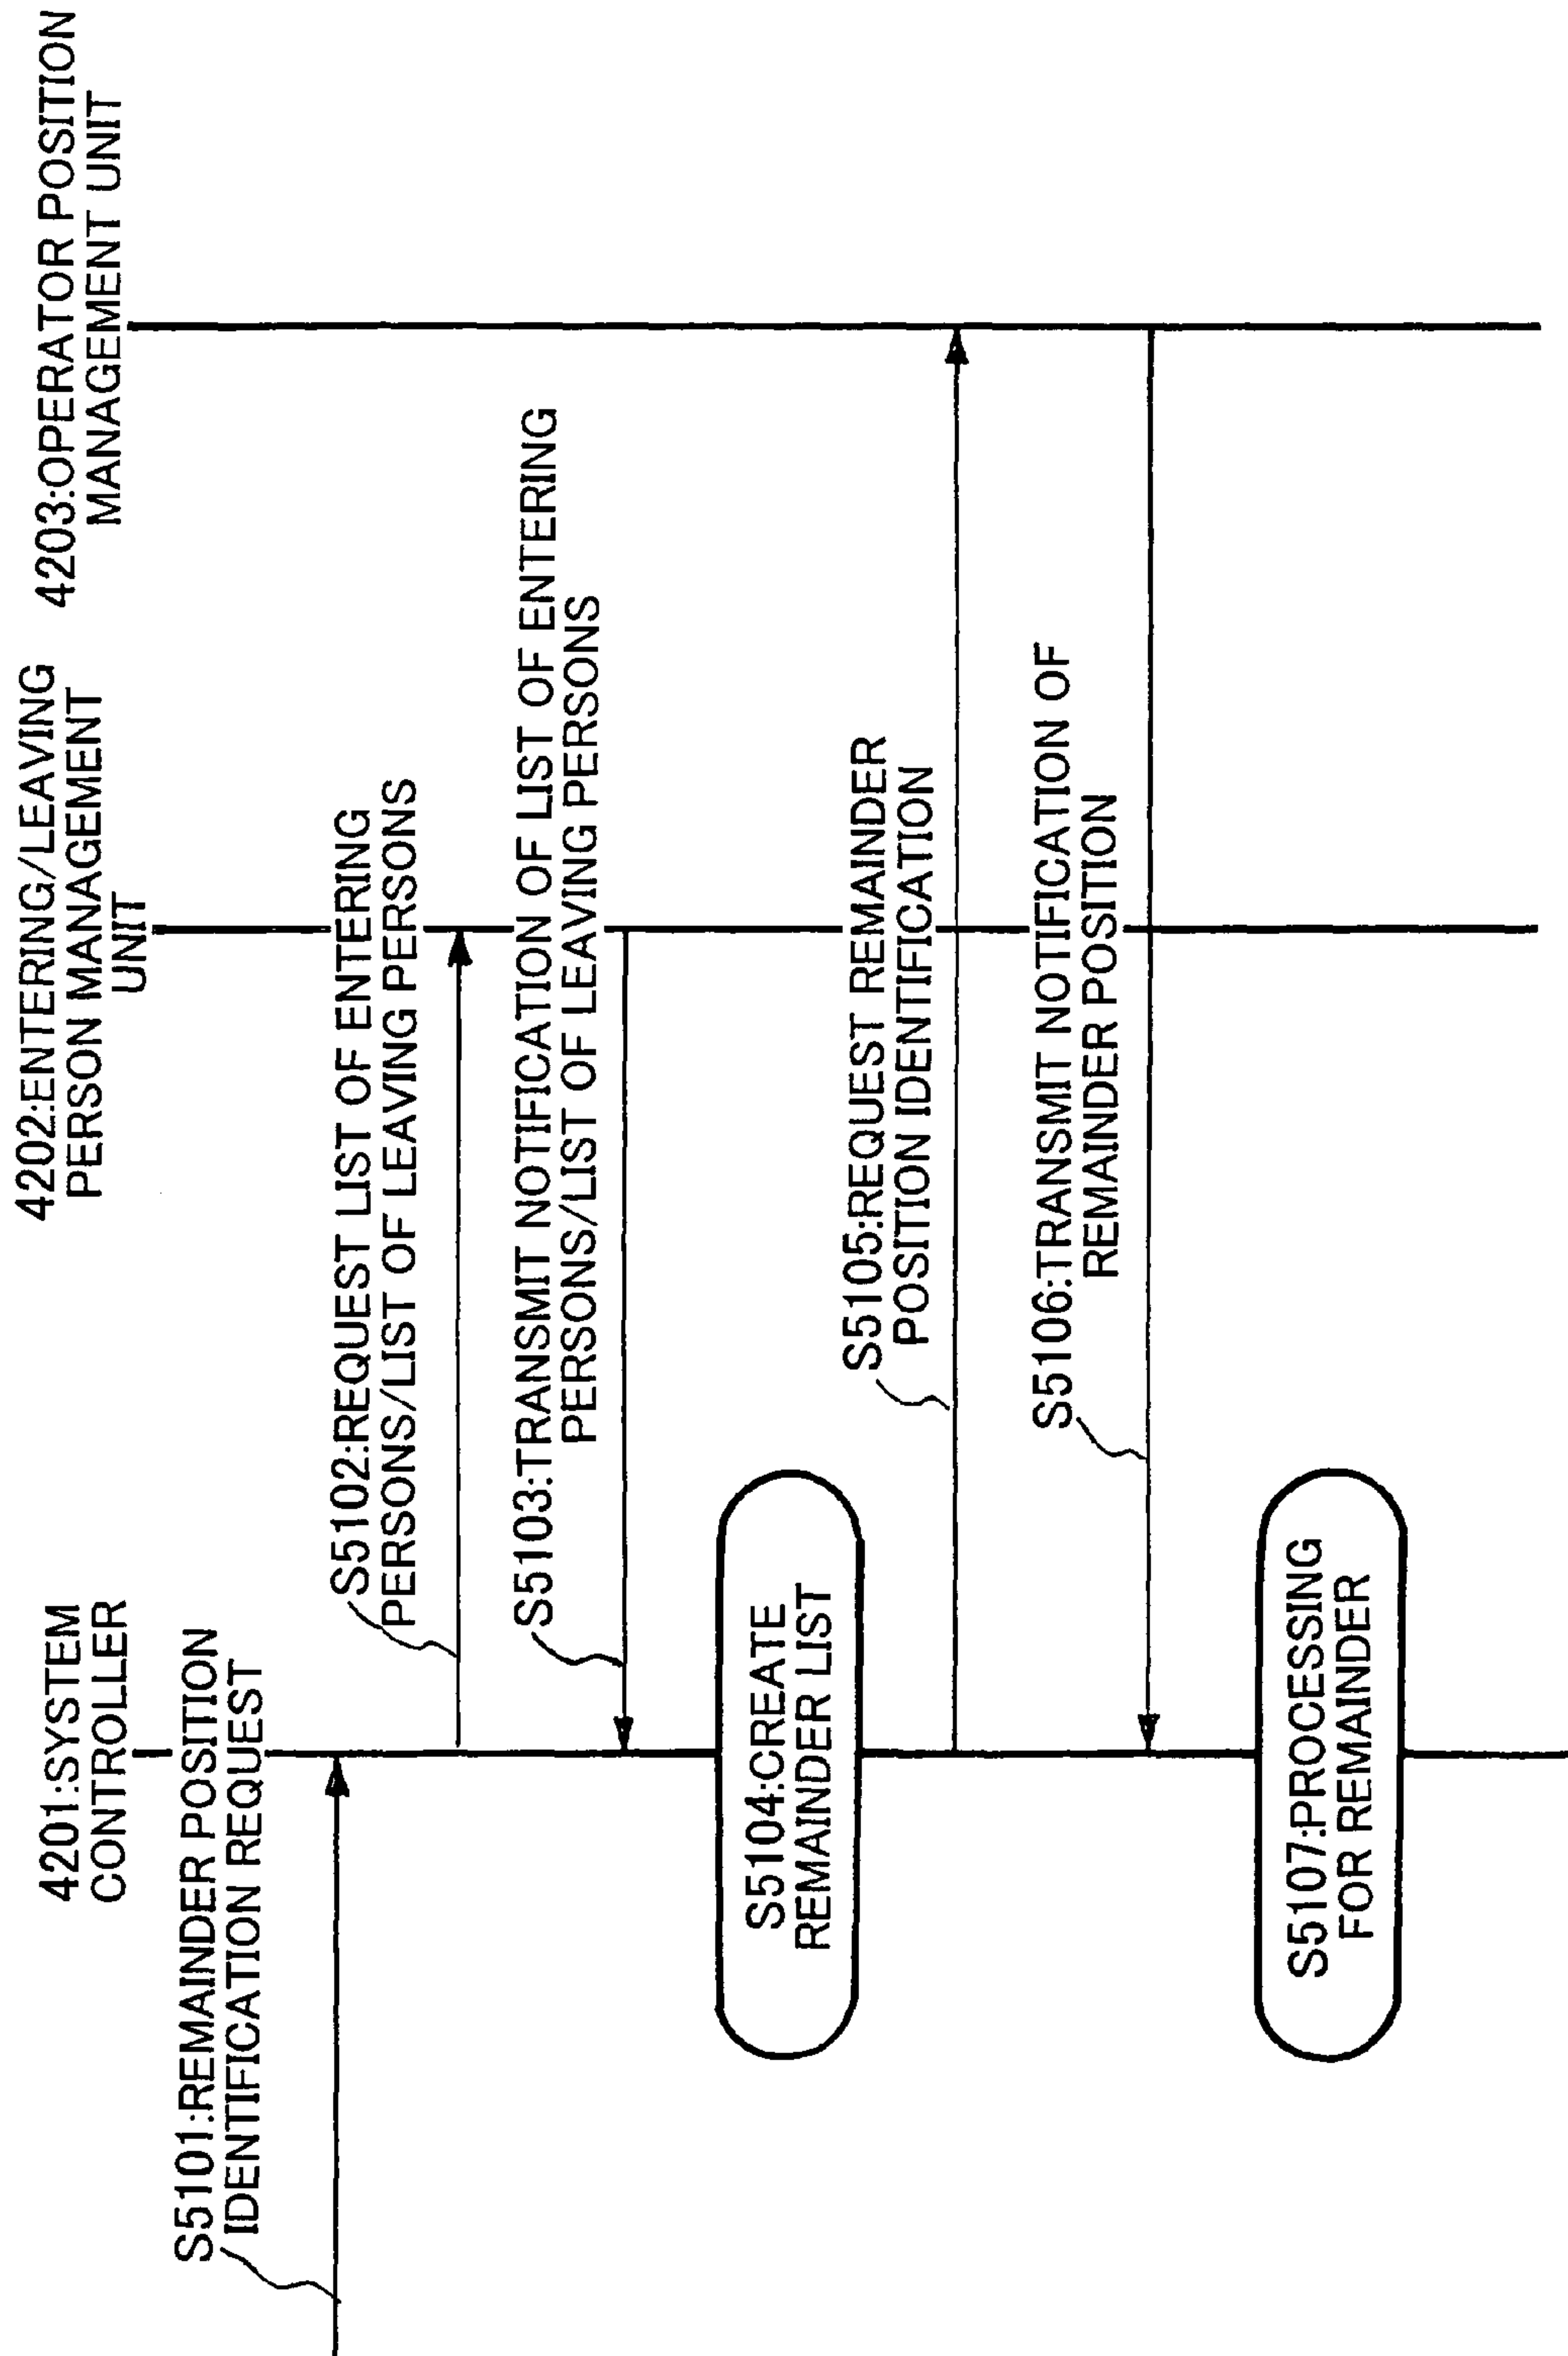 4201:SYSTEM
CONTROLLER
4202:ENTERING/LEAVING
PERSON MANAGEMENT
UNIT
4203:OPERATOR POSITION
MANAGEMENT UNIT
S5101:REMAINDER POSITION
IDENTIFICATION REQUEST
S5102:REQUEST LIST OF ENTERING
PERSONS/LIST OF LEAVING PERSONS
S5103:TRANSMIT NOTIFICATION OF LIST OF ENTERING
PERSONS/LIST OF LEAVING PERSONS
S5104:CREATE
REMAINDER LIST
S5105:REQUEST REMAINDER
POSITION IDENTIFICATION
S5106:TRANSMIT NOTIFICATION OF
REMAINDER POSITION
S5107:PROCESSING
FOR REMAINDER